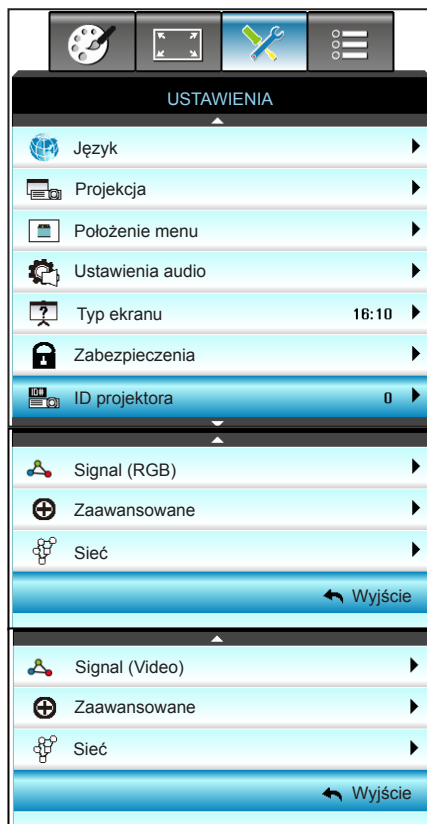 USTAWIENIA
Język
Projekcja
Położenie menu
Ustawienia audio
? Typ ekranu 16:10
Zabezpieczenia
ID# ID projektora 0
Signal (RGB)
Zaawansowane
Sieć
Wyjście
Signal (Video)
Zaawansowane
Sieć
Wyjście